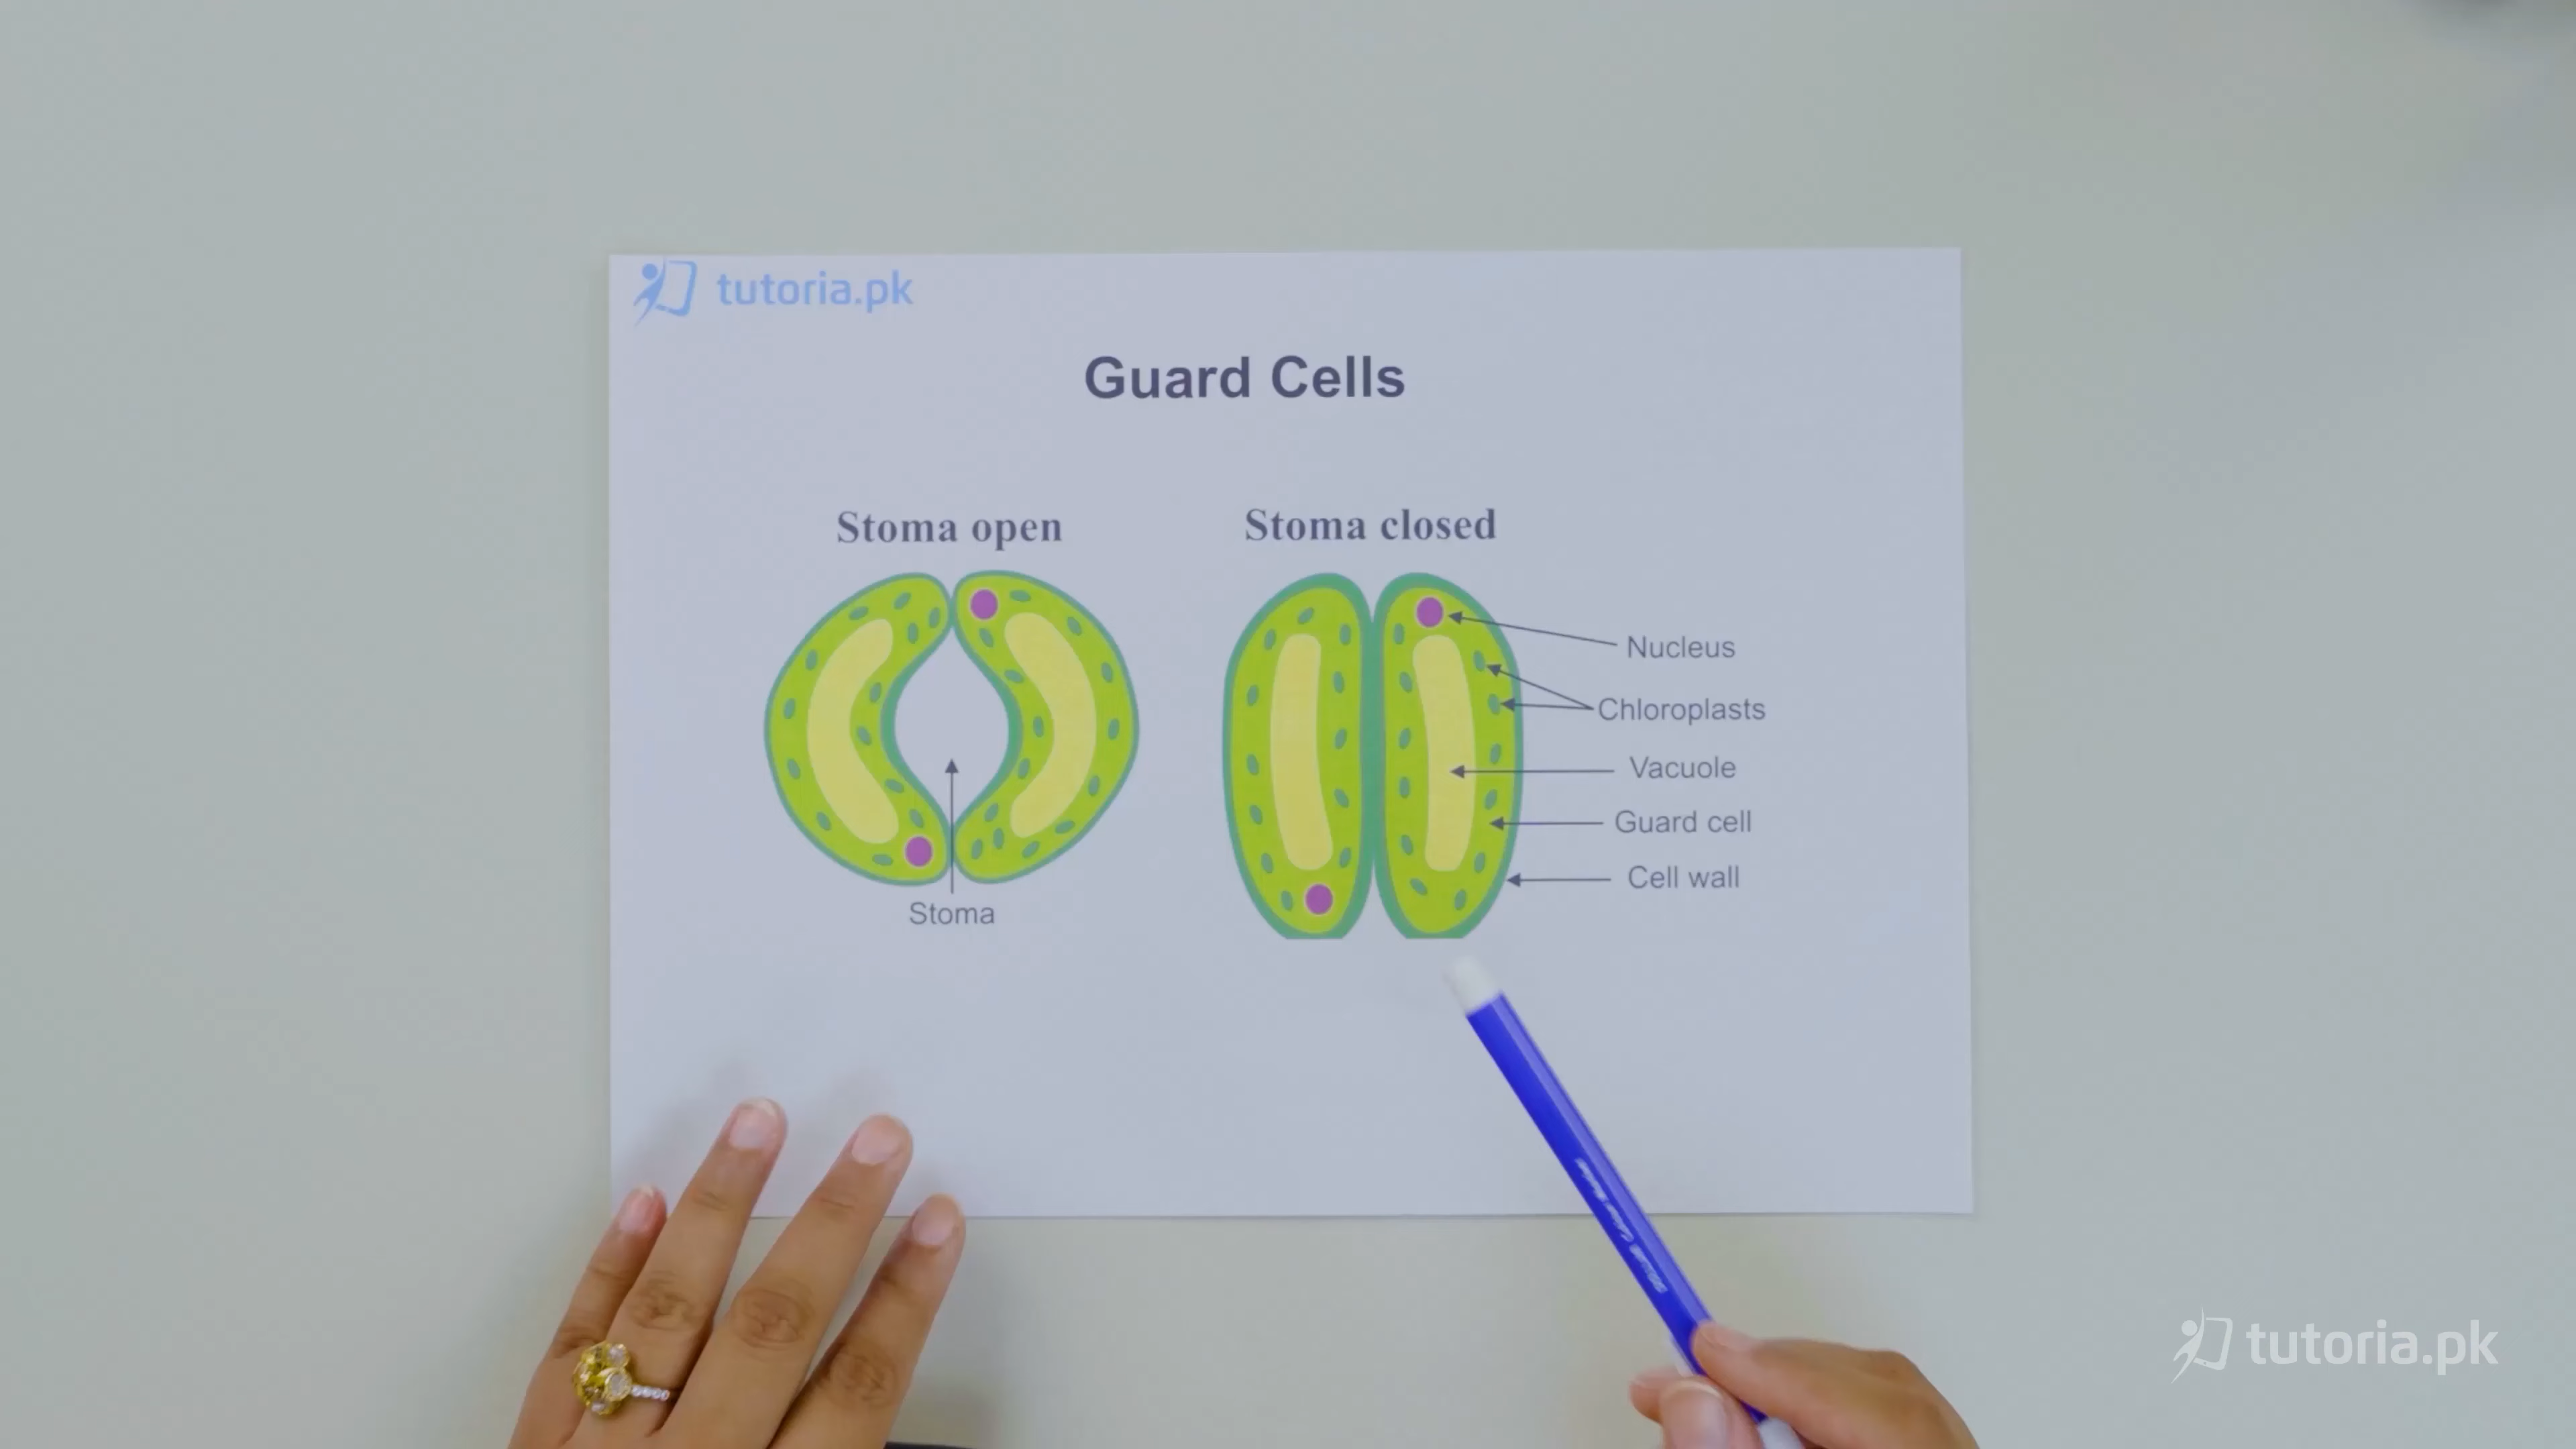 tutoria.pk
Guard Cells
Stoma open
Stoma closed
Nucleus
Chloroplasts
Vacuole
Guard cell
Cell wall
Stoma
tutoria.pk